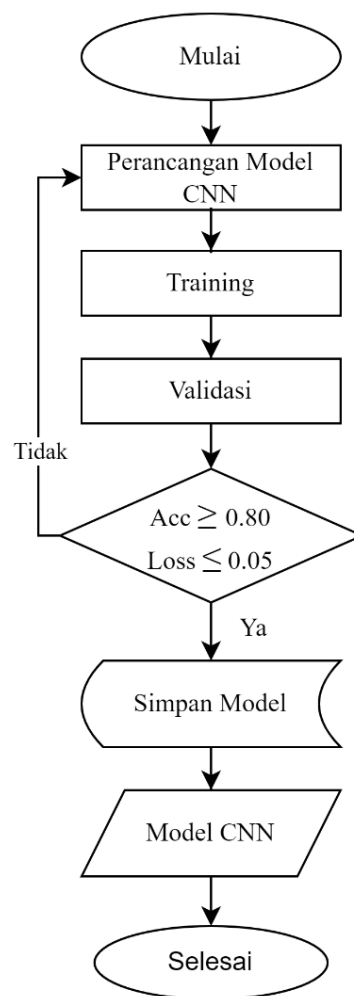 Mulai
Perancangan Model
CNN
Training
Validasi
Tidak
Acc ≥ 0.80
Loss ≤ 0.05
Ya
Simpan Model
Model CNN
Selesai